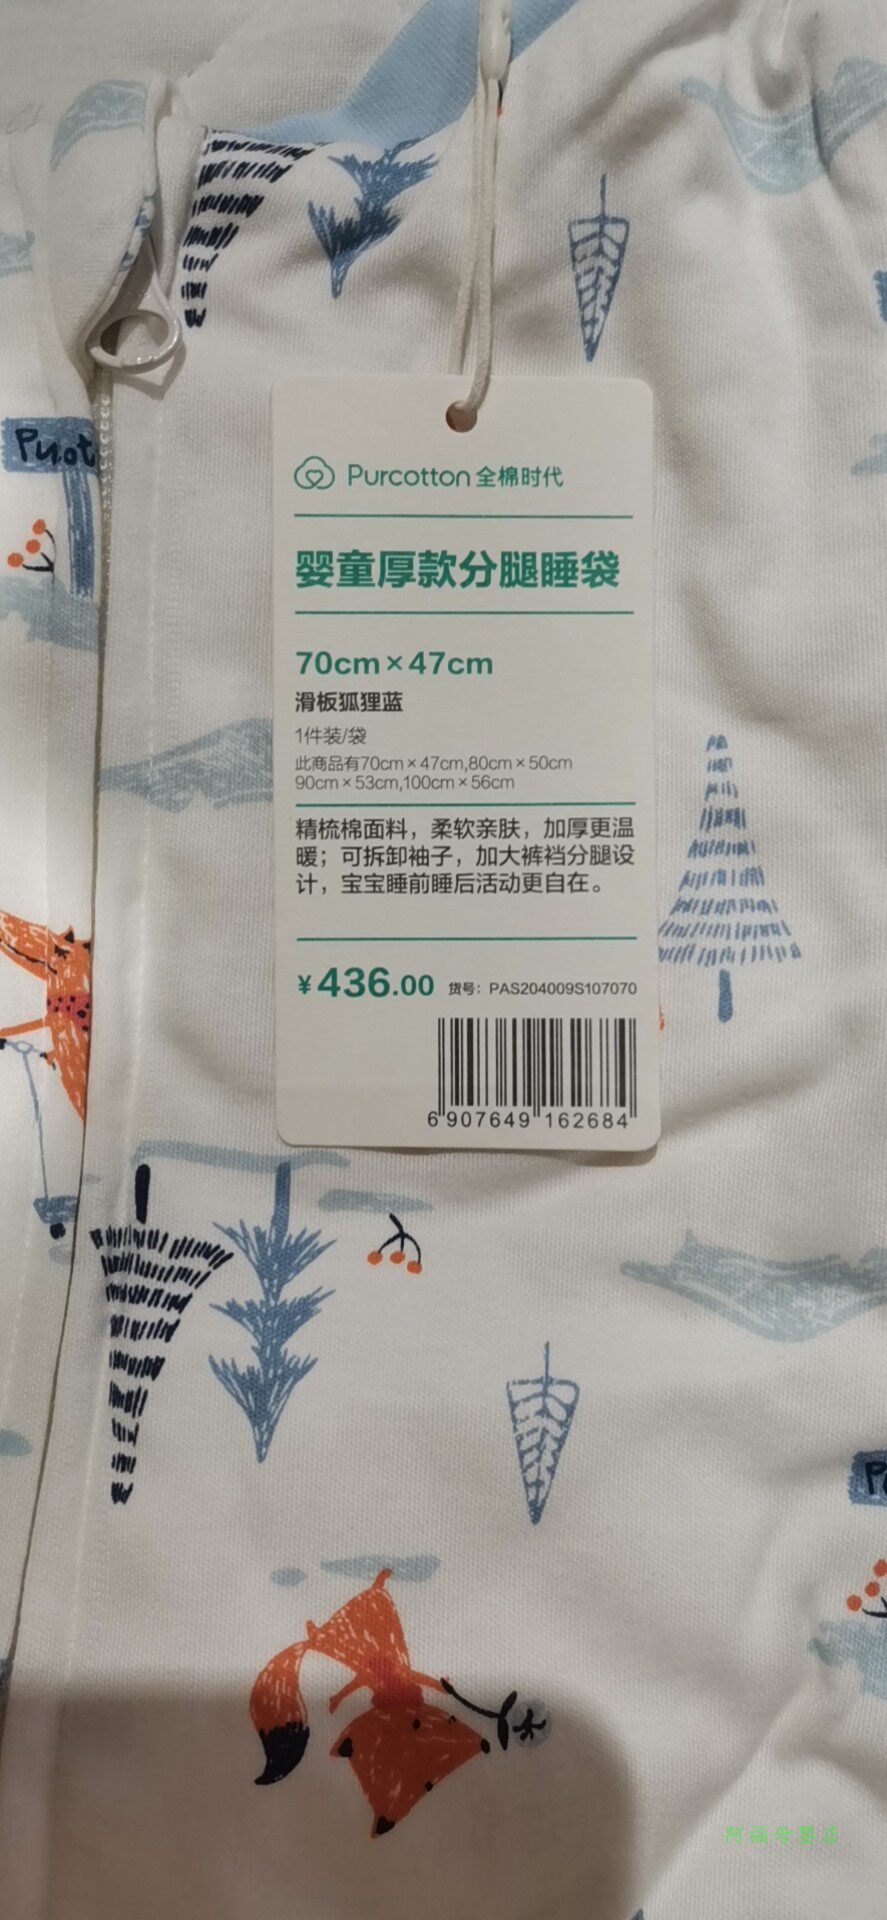 Purcotton 全棉时代
婴童厚款分腿睡袋
70cm×47cm
滑板狐狸蓝
1件装/袋
此商品有70cm×47cm,80cm×50cm
90cm×53cm,100cm×56cm
精梳棉面料，柔软亲肤，加厚更温
暖；可拆卸袖子，加大裤裆分腿设
计，宝宝睡前睡后活动更自在。
¥436.00 货号：PAS204009S107070
6 907649 162684
阿福母婴店